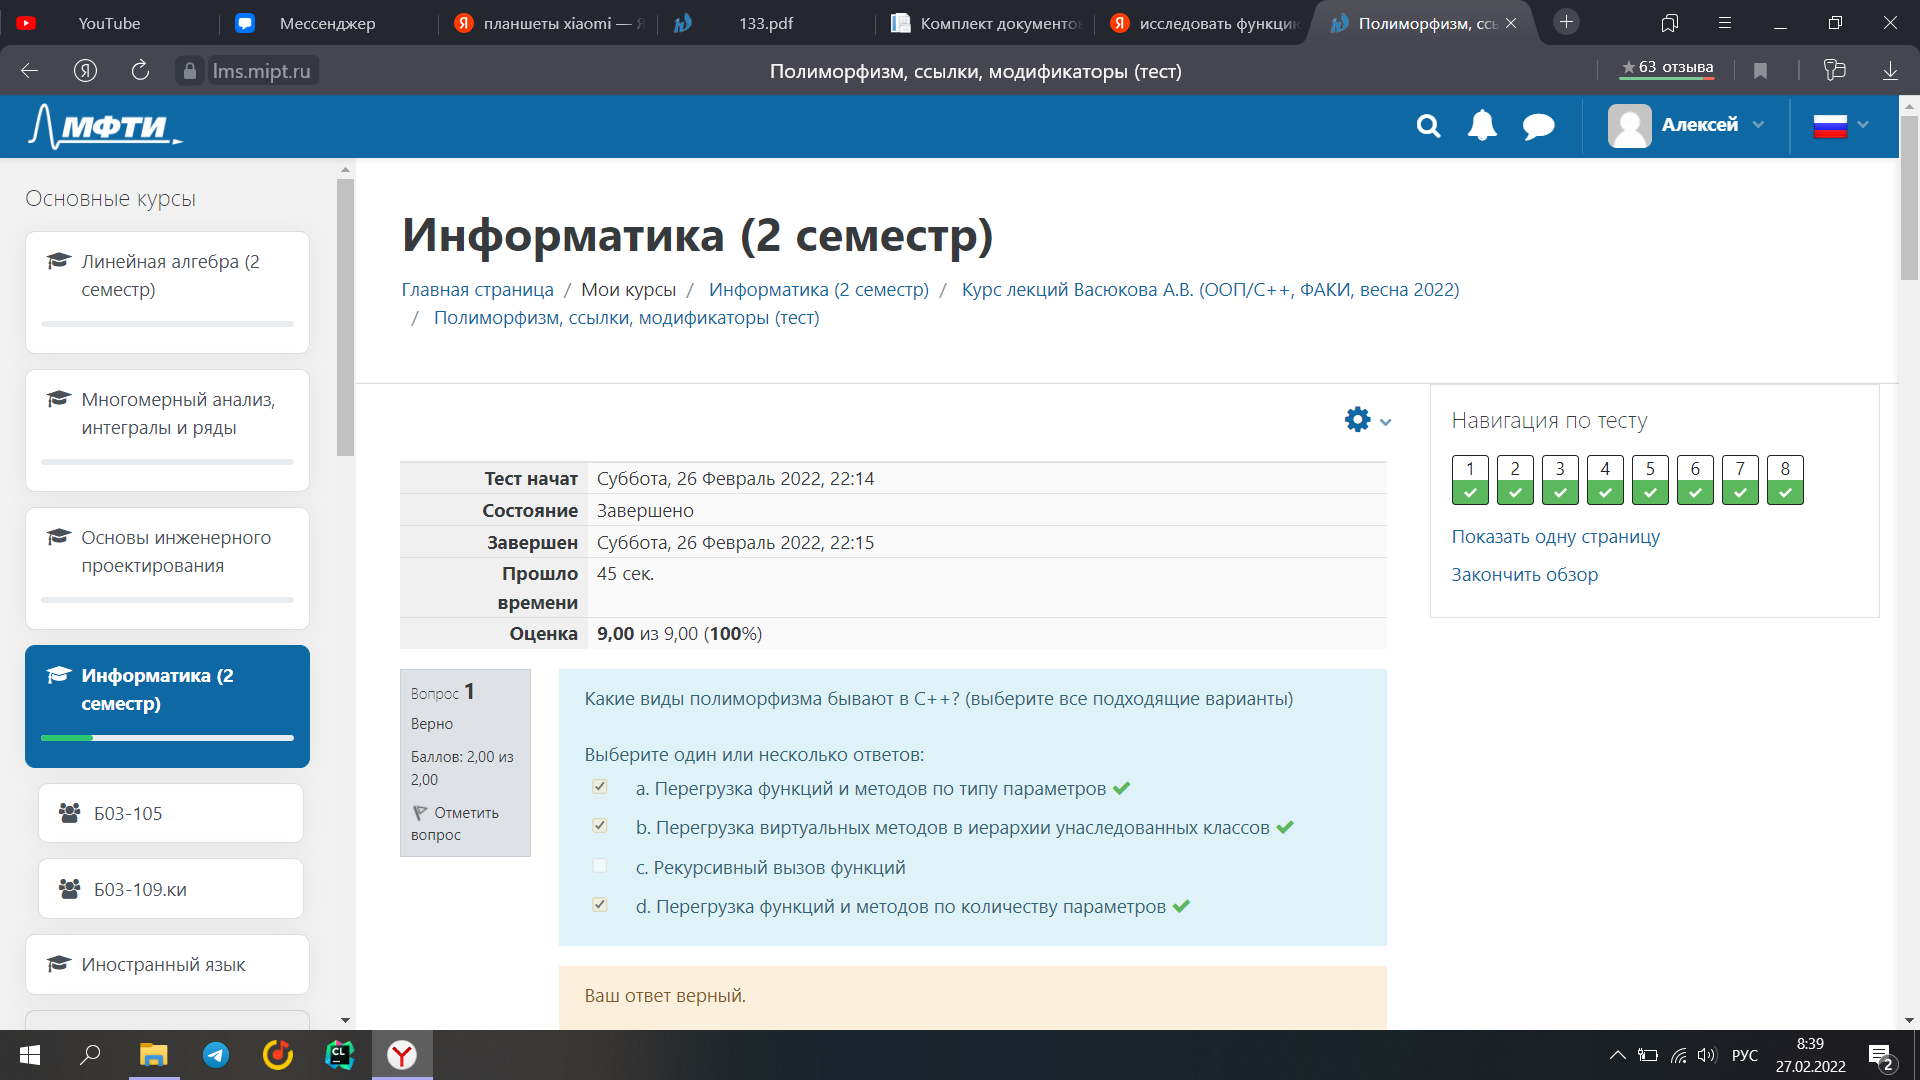 YouTube
Мессенджер
планшеты xiaomi — Я
133.pdf
Комплект документо
исследовать функцию
Полиморфизм, ссы
lms.mipt.ru
Полиморфизм, ссылки, модификаторы (тест)
63 отзыва
МФТИ
Алексей
Основные курсы
Линейная алгебра (2
семестр)
Многомерный анализ,
интегралы и ряды
Основы инженерного
проектирования
Информатика (2
семестр)
Б03-105
Б03-109.ки
Иностранный язык
Информатика (2 семестр)
Главная страница / Мои курсы / Информатика (2 семестр) / Курс лекций Васюкова А.В. (ООП/С++, ФАКИ, весна 2022)
/ Полиморфизм, ссылки, модификаторы (тест)
Тест начат Суббота, 26 Февраль 2022, 22:14
Состояние Завершено
Завершен Суббота, 26 Февраль 2022, 22:15
Прошло 45 сек.
времени
Оценка 9,00 из 9,00 (100%)
Вопрос 1
Верно
Баллов: 2,00 из
2,00
Отметить
вопрос
Какие виды полиморфизма бывают в С++? (выберите все подходящие варианты)
Выберите один или несколько ответов:
a. Перегрузка функций и методов по типу параметров
b. Перегрузка виртуальных методов в иерархии унаследованных классов
c. Рекурсивный вызов функций
d. Перегрузка функций и методов по количеству параметров
Ваш ответ верный.
Навигация по тесту
1 2 3 4 5 6 7 8
Показать одну страницу
Закончить обзор
CL
РУС
8:39
27.02.2022
2